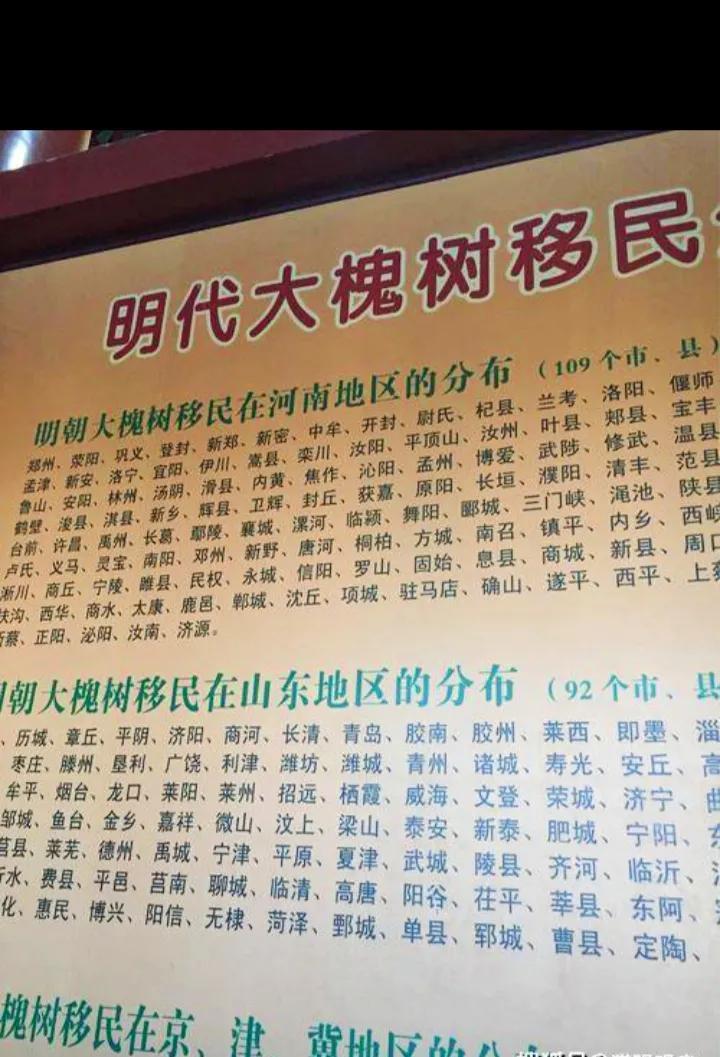 明代大槐树移民
明朝大槐树移民在河南地区的分布（109个市、县）
郑州、荥阳、巩义、登封、新郑、新密、中牟、开封、尉氏、杞县、兰考、洛阳、偃师
孟津、新安、洛宁、宜阳、伊川、嵩县、栾川、汝阳、平顶山、汝州、叶县、郏县、宝丰
鲁山、安阳、林州、汤阴、滑县、内黄、焦作、沁阳、孟州、博爱、武陟、修武、温县
鹤壁、浚县、淇县、新乡、辉县、卫辉、封丘、获嘉、原阳、长垣、濮阳、清丰、范县
台前、许昌、禹州、长葛、鄢陵、襄城、漯河、临颍、舞阳、郾城、三门峡、渑池、陕县
卢氏、义马、灵宝、南阳、邓州、新野、唐河、桐柏、方城、南召、镇平、内乡、西峡
淅川、商丘、宁陵、睢县、民权、永城、信阳、罗山、固始、息县、商城、新县、周口
扶沟、西华、商水、太康、鹿邑、郸城、沈丘、项城、驻马店、确山、遂平、西平、上蔡
新蔡、正阳、泌阳、汝南、济源。
明朝大槐树移民在山东地区的分布（92个市、县
、历城、章丘、平阴、济阳、商河、长清、青岛、胶南、胶州、莱西、即墨、淄
枣庄、滕州、垦利、广饶、利津、潍坊、潍城、青州、诸城、寿光、安丘、高
牟平、烟台、龙口、莱阳、莱州、招远、栖霞、威海、文登、荣城、济宁、曲
邹城、鱼台、金乡、嘉祥、微山、汶上、梁山、泰安、新泰、肥城、宁阳、东
莒县、莱芜、德州、禹城、宁津、平原、夏津、武城、陵县、齐河、临沂、
沂水、费县、平邑、莒南、聊城、临清、高唐、阳谷、茌平、莘县、东阿、
化、惠民、博兴、阳信、无棣、菏泽、鄄城、单县、郓城、曹县、定陶、
槐树移民在京、津、冀地区的分布